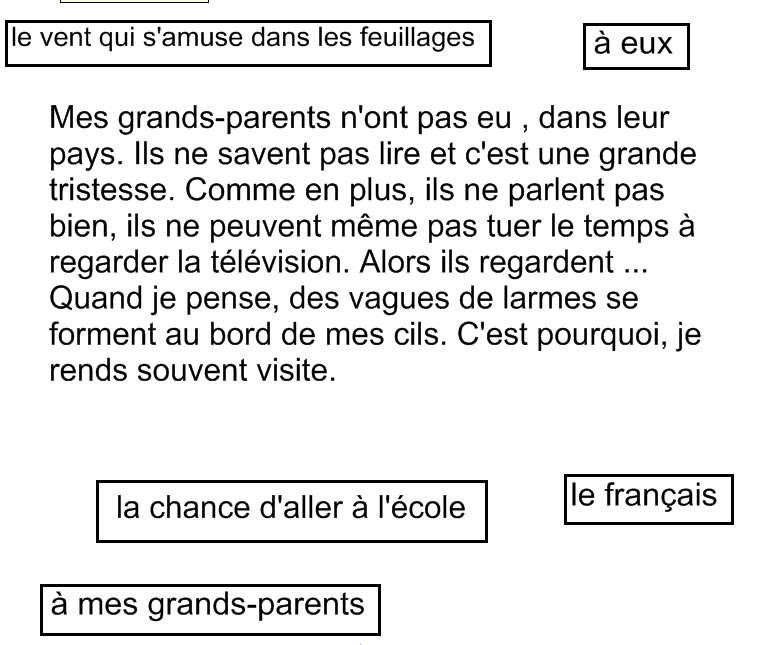 le vent qui s'amuse dans les feuillages
à eux
Mes grands-parents n'ont pas eu , dans leur
pays. Ils ne savent pas lire et c'est une grande
tristesse. Comme en plus, ils ne parlent pas
bien, ils ne peuvent même pas tuer le temps à
regarder la télévision. Alors ils regardent ...
Quand je pense, des vagues de larmes se
forment au bord de mes cils. C'est pourquoi, je
rends souvent visite.
la chance d'aller à l'école
le français
à mes grands-parents